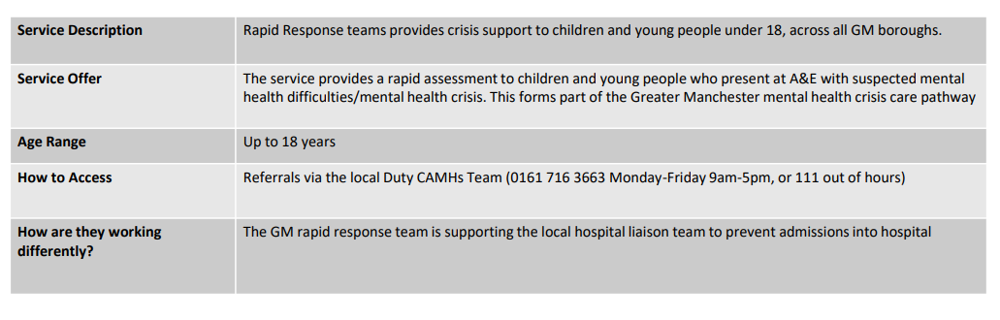 Service Description
Rapid Response teams provides crisis support to children and young people under 18, across all GM boroughs.
Service Offer
The service provides a rapid assessment to children and young people who present at A&E with suspected mental
health difficulties/mental health crisis. This forms part of the Greater Manchester mental health crisis care pathway
Age Range
Up to 18 years
How to Access
Referrals via the local Duty CAMHs Team (0161 716 3663 Monday-Friday 9am-5pm, or 111 out of hours)
How are they working
differently?
The GM rapid response team is supporting the local hospital liaison team to prevent admissions into hospital